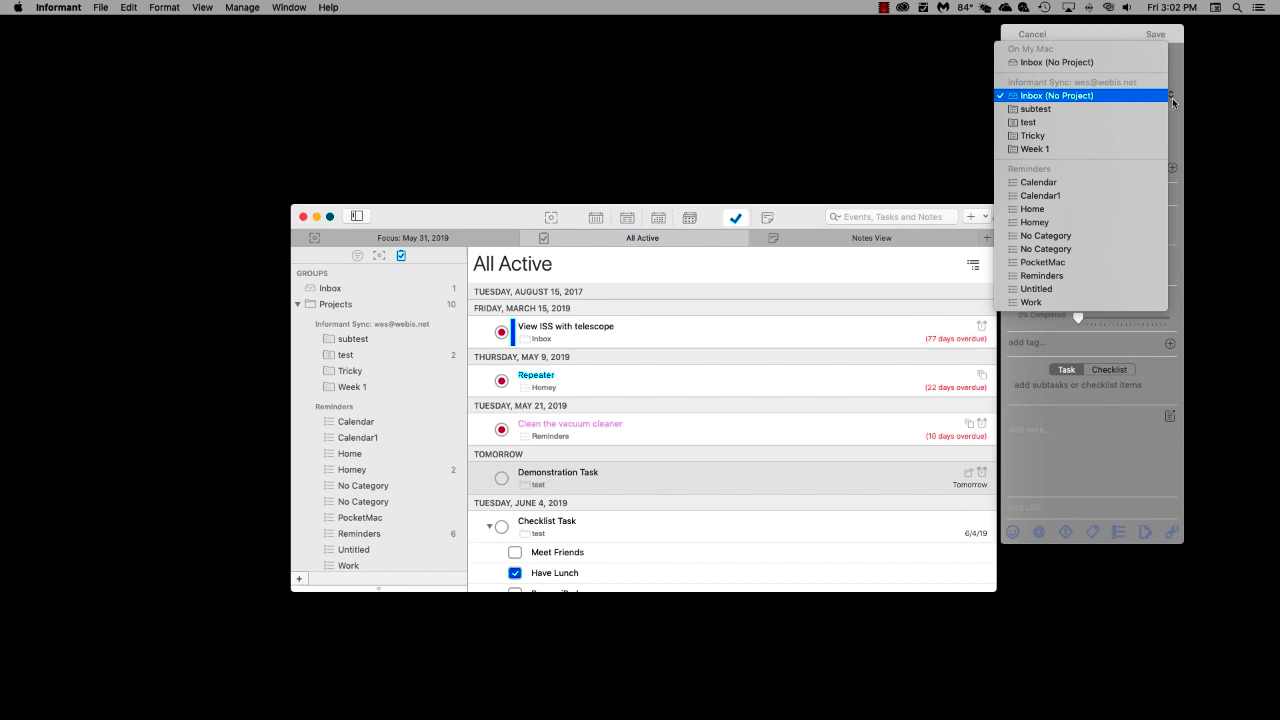 Informant File Edit Format View Manage Window Help
84° Fri 3:02 PM
Cancel Save
On My Mac
Inbox (No Project)
Informant Sync: wes@webis.net
Inbox (No Project)
subtest
test
Tricky
Week 1
Reminders
Calendar
Calendar1
Home
Homey
No Category
No Category
PocketMac
Reminders
Untitled
Work
0% Completed:
add tag...
Task Checklist
add subtasks or checklist items
add note...
Add URL
Events, Tasks and Notes
Focus: May 31, 2019 All Active Notes View
GROUPS
Inbox 1
Projects 10
Informant Sync: wes@webis.net
subtest
test 2
Tricky
Week 1
Reminders
Calendar
Calendar1
Home
Homey 2
No Category
No Category
PocketMac
Reminders 6
Untitled
Work
All Active
TUESDAY, AUGUST 15, 2017
FRIDAY, MARCH 15, 2019
View ISS with telescope
Inbox (77 days overdue)
THURSDAY, MAY 9, 2019
Repeater
Homey (22 days overdue)
TUESDAY, MAY 21, 2019
Clean the vacuum cleaner
Reminders (10 days overdue)
TOMORROW
Demonstration Task
test Tomorrow
TUESDAY, JUNE 4, 2019
Checklist Task
test 6/4/19
Meet Friends
Have Lunch